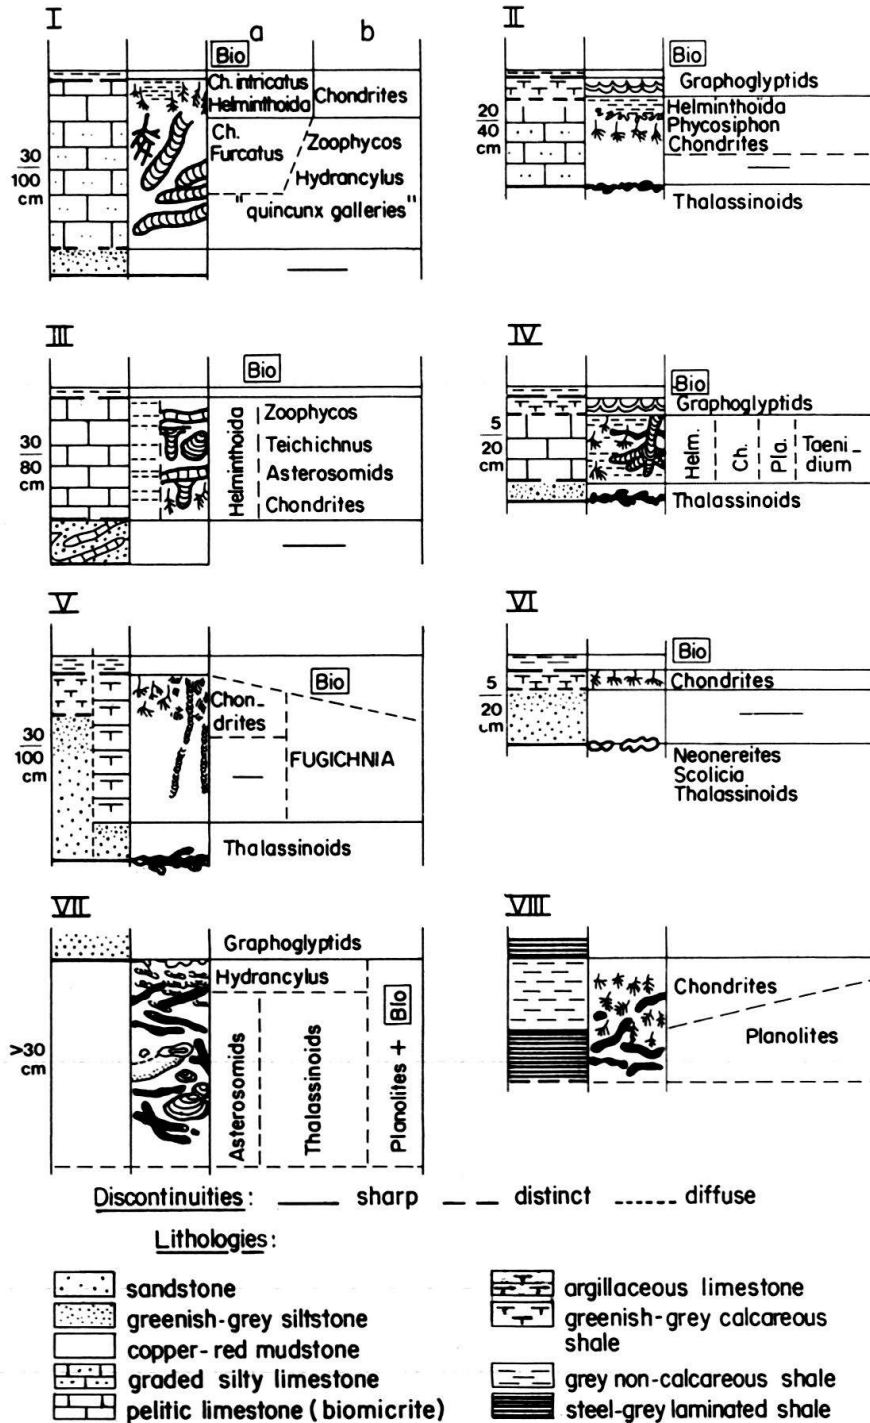 I
a
b
Bio
Ch. intricatus
Helminthoida
Chondrites
Ch.
Furcatus
Zoophycos
Hydrancylus
"quincunx galleries"
30
100
cm
II
Bio
Graphoglyptids
Helminthoïda
Phycosiphon
Chondrites
Thalassinoids
20
40
cm
III
Bio
30
80
cm
Helminthoida
Zoophycos
Teichichnus
Asterosomids
Chondrites
IV
Bio
Graphoglyptids
5
20
cm
Helm.
Ch.
Pla.
Taeni_
dium
Thalassinoids
V
Bio
30
100
cm
Chon_
drites
FUGICHNIA
Thalassinoids
VI
Bio
5
20
cm
Chondrites
Neonereites
Scolicia
Thalassinoids
VII
Graphoglyptids
Hydrancylus
>30
cm
Asterosomids
Thalassinoids
Planolites + Bio
VIII
Chondrites
Planolites
Discontinuities: sharp distinct diffuse
Lithologies:
sandstone
greenish-grey siltstone
copper-red mudstone
graded silty limestone
pelitic limestone (biomicrite)
argillaceous limestone
greenish-grey calcareous
shale
grey non-calcareous shale
steel-grey laminated shale